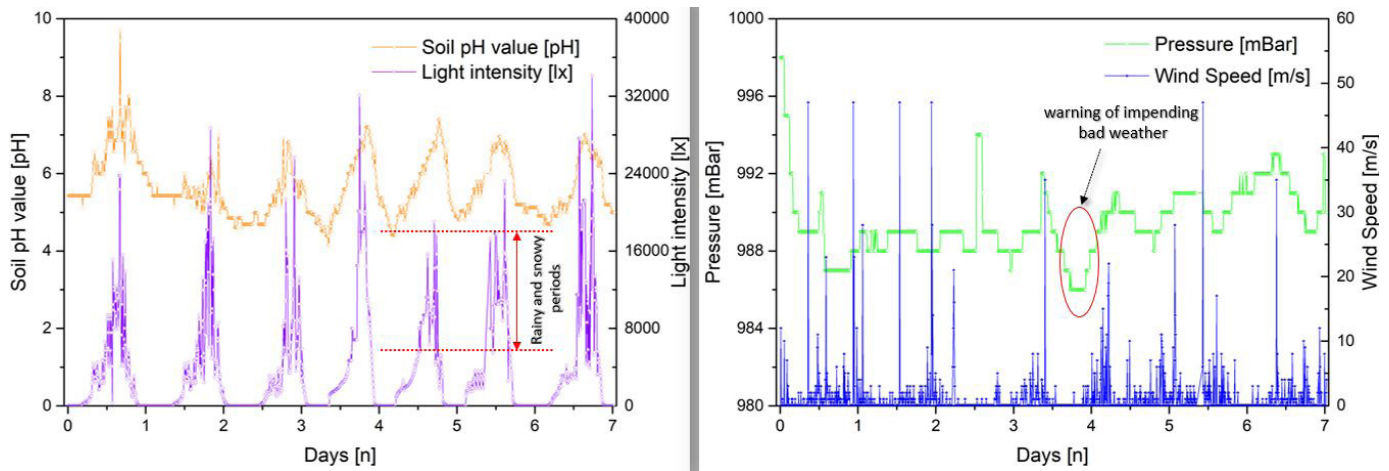 10
8
6
4
2
0
Soil pH value [pH]
Soil pH value [pH]
Light intensity [lx]
40000
32000
24000
16000
8000
0
Light intensity [lx]
Rainy and snowy
periods
0 1 2 3 4 5 6 7
Days [n]
1000
996
992
988
984
980
Pressure [mBar]
Pressure [mBar]
Wind Speed [m/s]
warning of impending
bad weather
60
50
40
30
20
10
0
Wind Speed [m/s]
0 1 2 3 4 5 6 7
Days [n]